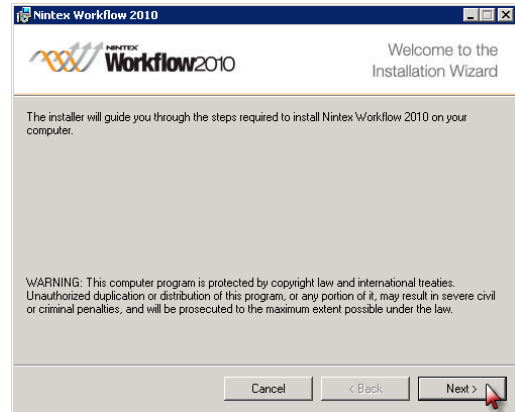 Nintex Workflow 2010
NINTEX
Workflow2010
Welcome to the
Installation Wizard
The installer will guide you through the steps required to install Nintex Workflow 2010 on your
computer.
WARNING: This computer program is protected by copyright law and international treaties.
Unauthorized duplication or distribution of this program, or any portion of it, may result in severe civil
or criminal penalties, and will be prosecuted to the maximum extent possible under the law.
Cancel < Back Next >